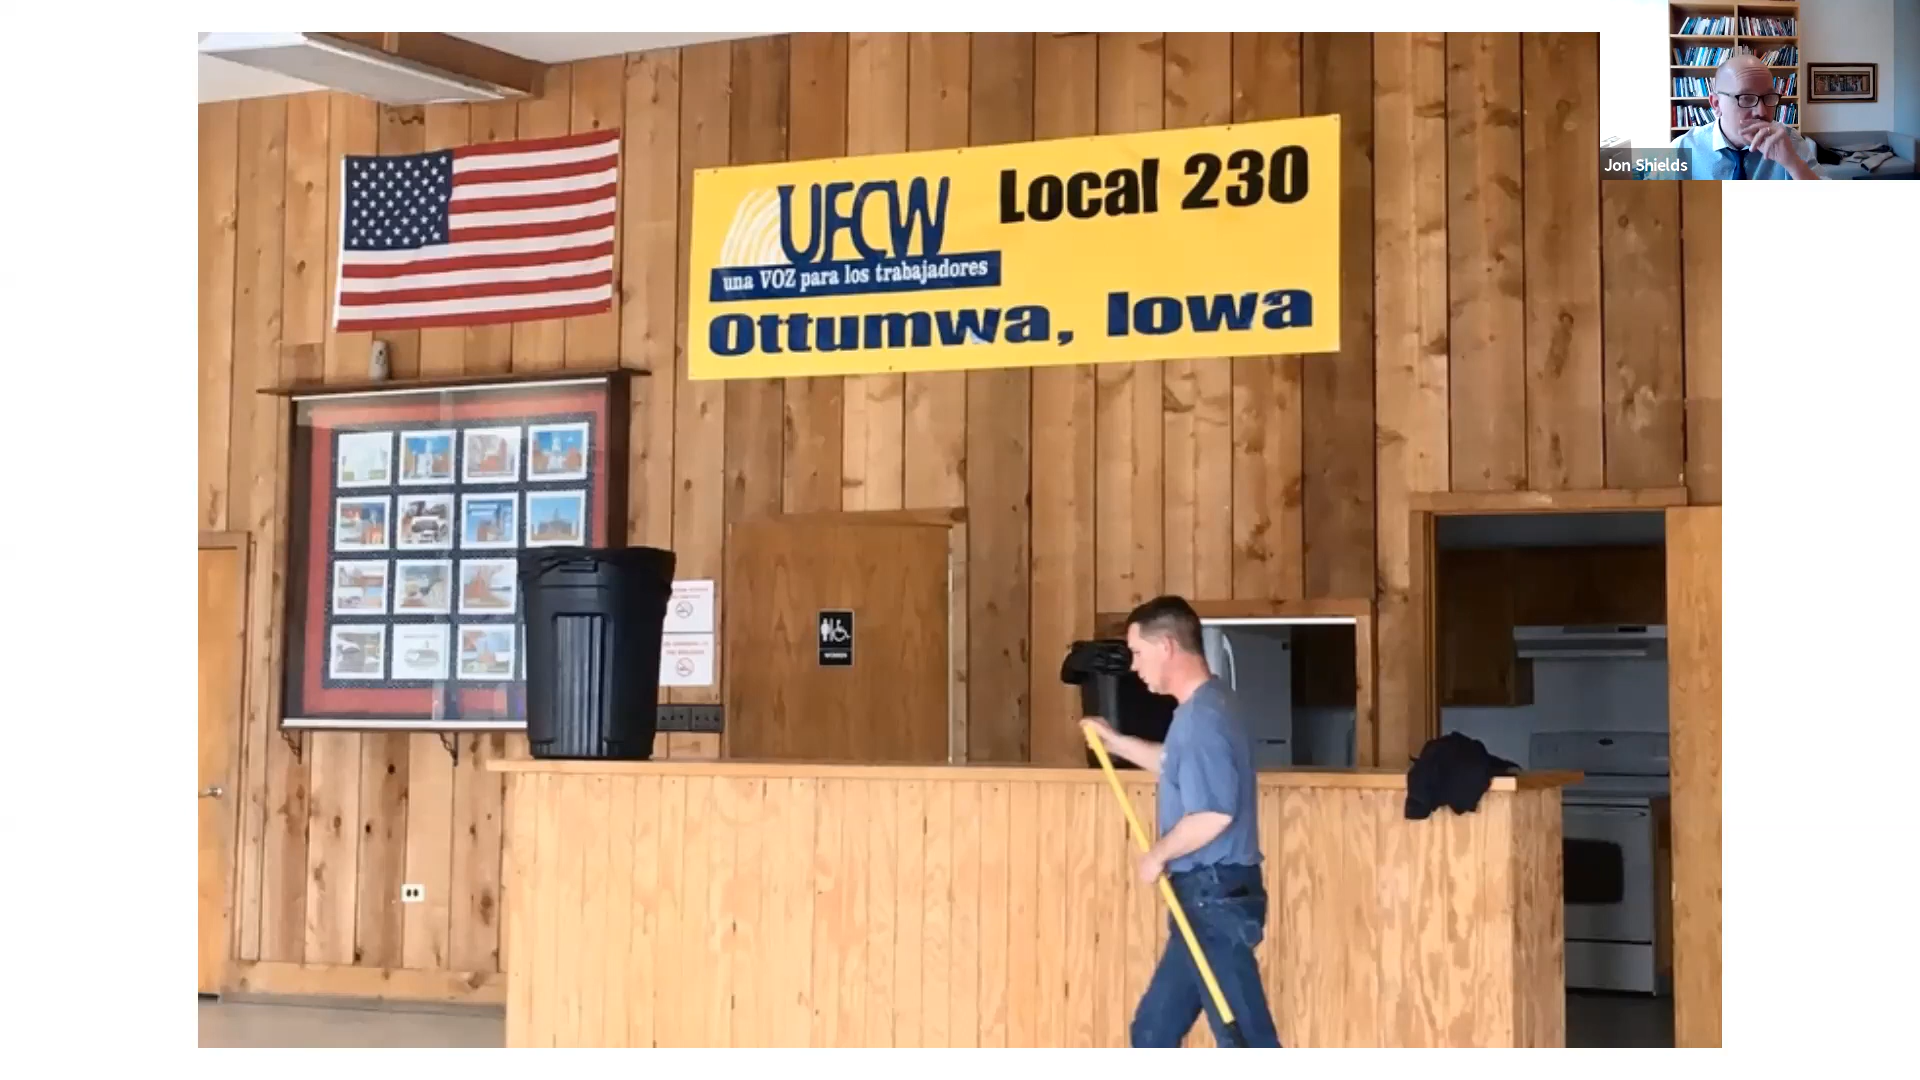 Jon Shields
UFCW
Local 230
una VOZ para los trabajadores
Ottumwa, Iowa
WOMEN